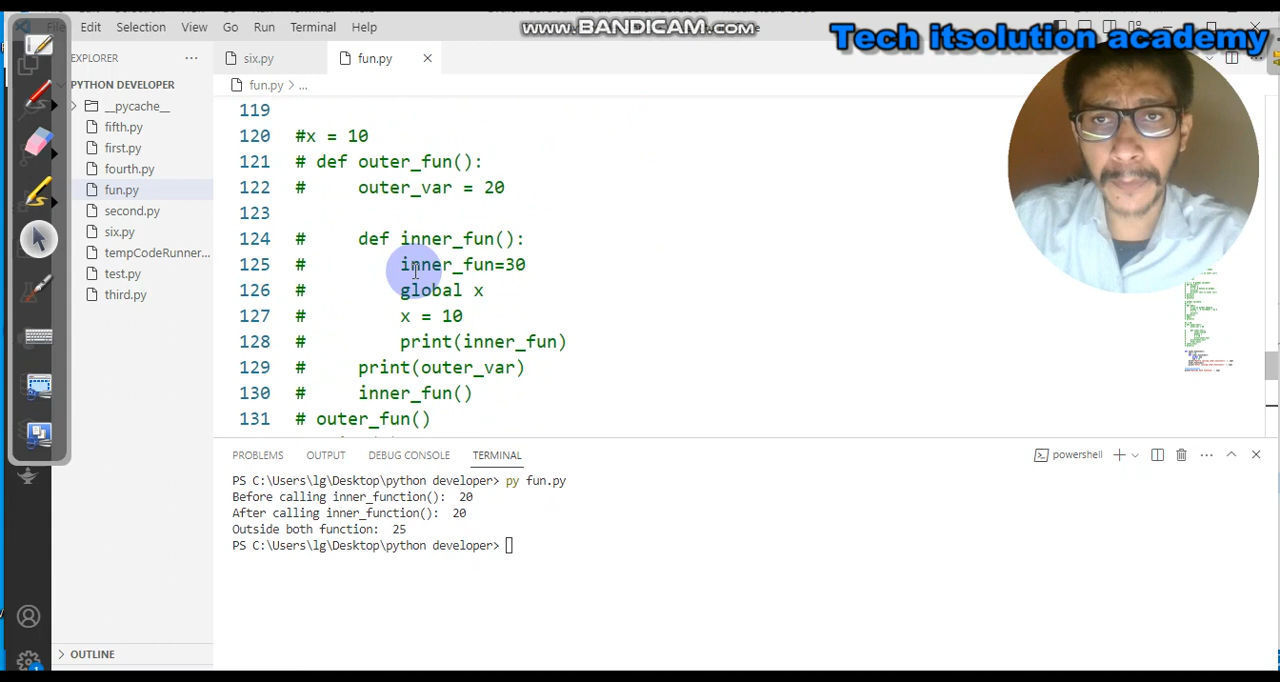 File Edit Selection View Go Run Terminal Help
www.BANDICAM.com
Tech itsolution academy
EXPLORER ...
six.py
fun.py
PYTHON DEVELOPER
fun.py > ...
__pycache__
fifth.py
first.py
fourth.py
fun.py
second.py
six.py
tempCodeRunner...
test.py
third.py
119
120 #x = 10
121 # def outer_fun():
122 # outer_var = 20
123
124 # def inner_fun():
125 # inner_fun=30
126 # global x
127 # x = 10
128 # print(inner_fun)
129 # print(outer_var)
130 # inner_fun()
131 # outer_fun()
PROBLEMS OUTPUT DEBUG CONSOLE TERMINAL
powershell
PS C:\Users\lg\Desktop\python developer> py fun.py
Before calling inner_function(): 20
After calling inner_function(): 20
Outside both function: 25
PS C:\Users\lg\Desktop\python developer>
OUTLINE